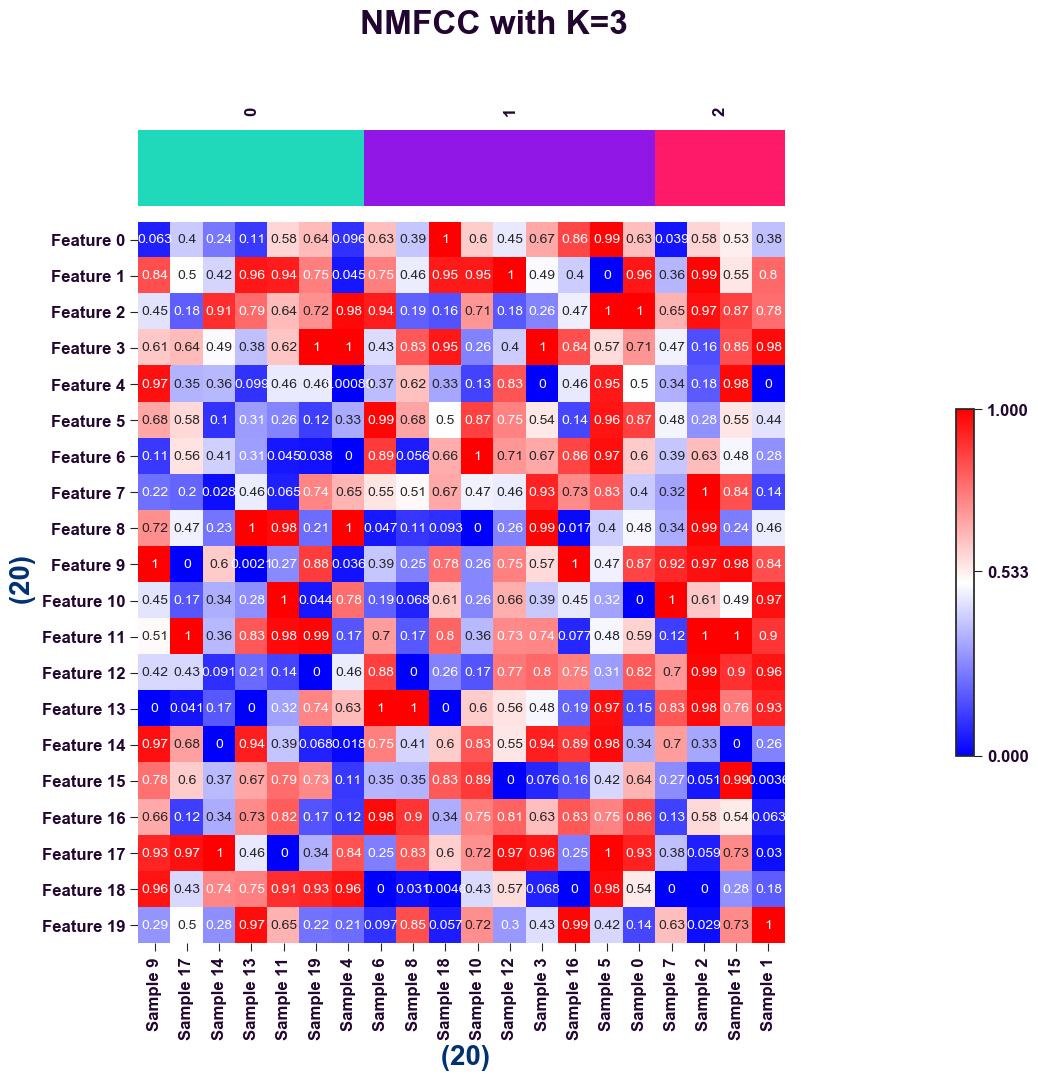 NMFCC with K=3
0 1 2
Feature 0 0.063 0.4 0.24 0.11 0.58 0.64 0.096 0.63 0.39 1 0.6 0.45 0.67 0.86 0.99 0.63 0.039 0.58 0.53 0.38
Feature 1 0.84 0.5 0.42 0.96 0.94 0.75 0.045 0.75 0.46 0.95 0.95 1 0.49 0.4 0 0.96 0.36 0.99 0.55 0.8
Feature 2 0.45 0.18 0.91 0.79 0.64 0.72 0.98 0.94 0.19 0.16 0.71 0.18 0.26 0.47 1 1 0.65 0.97 0.87 0.78
Feature 3 0.61 0.64 0.49 0.38 0.62 1 1 0.43 0.83 0.95 0.26 0.4 1 0.84 0.57 0.71 0.47 0.16 0.85 0.98
1.000
Feature 4 0.97 0.35 0.36 0.099 0.46 0.46 0.37 0.62 0.33 0.13 0.83 0 0.46 0.95 0.5 0.34 0.18 0.98 0
Feature 5 0.68 0.58 0.1 0.31 0.26 0.12 0.33 0.99 0.68 0.5 0.87 0.75 0.54 0.14 0.96 0.87 0.48 0.28 0.55 0.44
Feature 6 0.11 0.56 0.41 0.31 0.045 0.038 0 0.89 0.056 0.66 1 0.71 0.67 0.86 0.97 0.6 0.39 0.63 0.48 0.28
Feature 7 0.22 0.2 0.028 0.46 0.065 0.74 0.65 0.55 0.51 0.67 0.47 0.46 0.93 0.73 0.83 0.4 0.32 1 0.84 0.14
Feature 8 0.72 0.47 0.23 1 0.98 0.21 1 0.047 0.11 0.093 0 0.26 0.99 0.017 0.4 0.48 0.34 0.99 0.24 0.46
0.533
Feature 9 1 0 0.6 0.0021 0.27 0.88 0.036 0.39 0.25 0.78 0.26 0.75 0.57 1 0.47 0.87 0.92 0.97 0.98 0.84
Feature 10 0.45 0.17 0.34 0.28 1 0.044 0.78 0.19 0.068 0.61 0.26 0.66 0.39 0.45 0.32 0 1 0.61 0.49 0.97
Feature 11 0.51 1 0.36 0.83 0.98 0.99 0.17 0.7 0.17 0.8 0.36 0.73 0.74 0.077 0.48 0.59 0.12 1 1 0.9
Feature 12 0.42 0.43 0.091 0.21 0.14 0 0.46 0.88 0 0.26 0.17 0.77 0.8 0.75 0.31 0.82 0.7 0.99 0.9 0.96
Feature 13 0 0.041 0.17 0 0.32 0.74 0.63 1 1 0 0.6 0.56 0.48 0.19 0.97 0.15 0.83 0.98 0.76 0.93
Feature 14 0.97 0.68 0 0.94 0.39 0.068 0.018 0.75 0.41 0.6 0.83 0.55 0.94 0.89 0.98 0.34 0.7 0.33 0 0.26
0.000
Feature 15 0.78 0.6 0.37 0.67 0.79 0.73 0.11 0.35 0.35 0.83 0.89 0 0.076 0.16 0.42 0.64 0.27 0.051 0.99 0.0036
Feature 16 0.66 0.12 0.34 0.73 0.82 0.17 0.12 0.98 0.9 0.34 0.75 0.81 0.63 0.83 0.75 0.86 0.13 0.58 0.54 0.063
Feature 17 0.93 0.97 1 0.46 0 0.34 0.84 0.25 0.83 0.6 0.72 0.97 0.96 0.25 1 0.93 0.38 0.059 0.73 0.03
Feature 18 0.96 0.43 0.74 0.75 0.91 0.93 0.96 0 0.031 0.0046 0.43 0.57 0.068 0 0.98 0.54 0 0 0.28 0.18
Feature 19 0.29 0.5 0.28 0.97 0.65 0.22 0.21 0.097 0.85 0.057 0.72 0.3 0.43 0.99 0.42 0.14 0.63 0.029 0.73 1
(20)
Sample 9 Sample 17 Sample 14 Sample 13 Sample 11 Sample 19 Sample 4 Sample 6 Sample 8 Sample 18 Sample 10 Sample 12 Sample 3 Sample 16 Sample 5 Sample 0 Sample 7 Sample 2 Sample 15 Sample 1
(20)